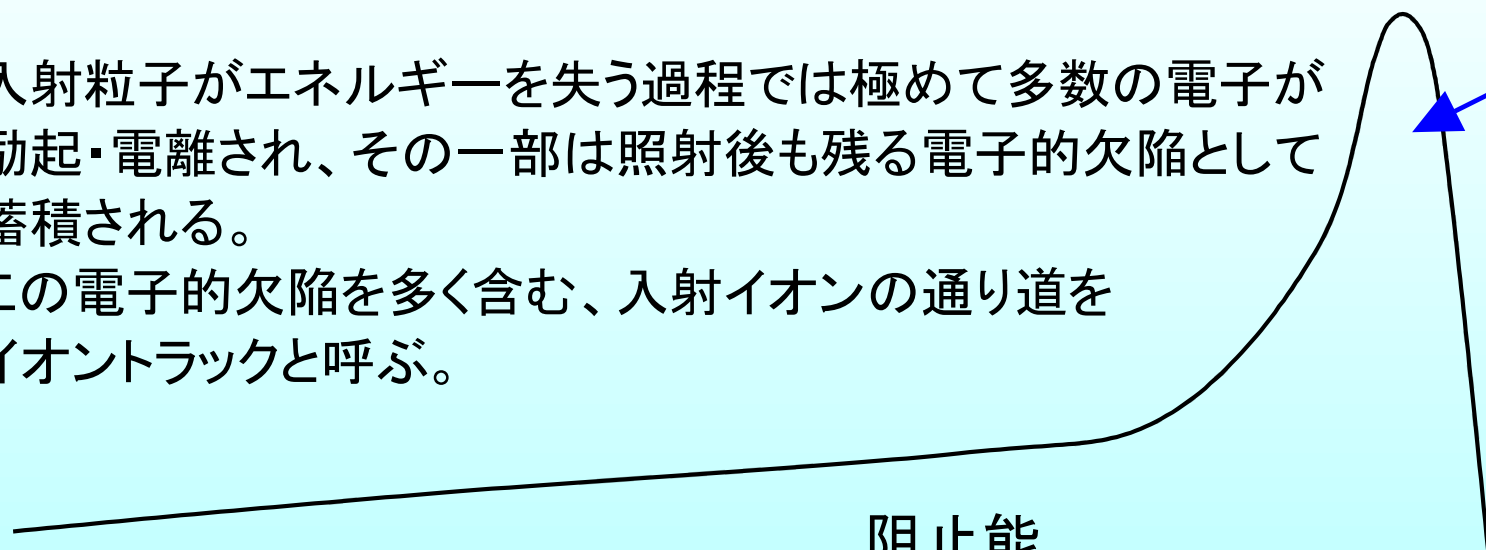 入射粒子がエネルギーを失う過程では極めて多数の電子が
励起・電離され、その一部は照射後も残る電子的欠陥として
蓄積される。
この電子的欠陥を多く含む、入射イオンの通り道を
イオントラックと呼ぶ。
阻止能